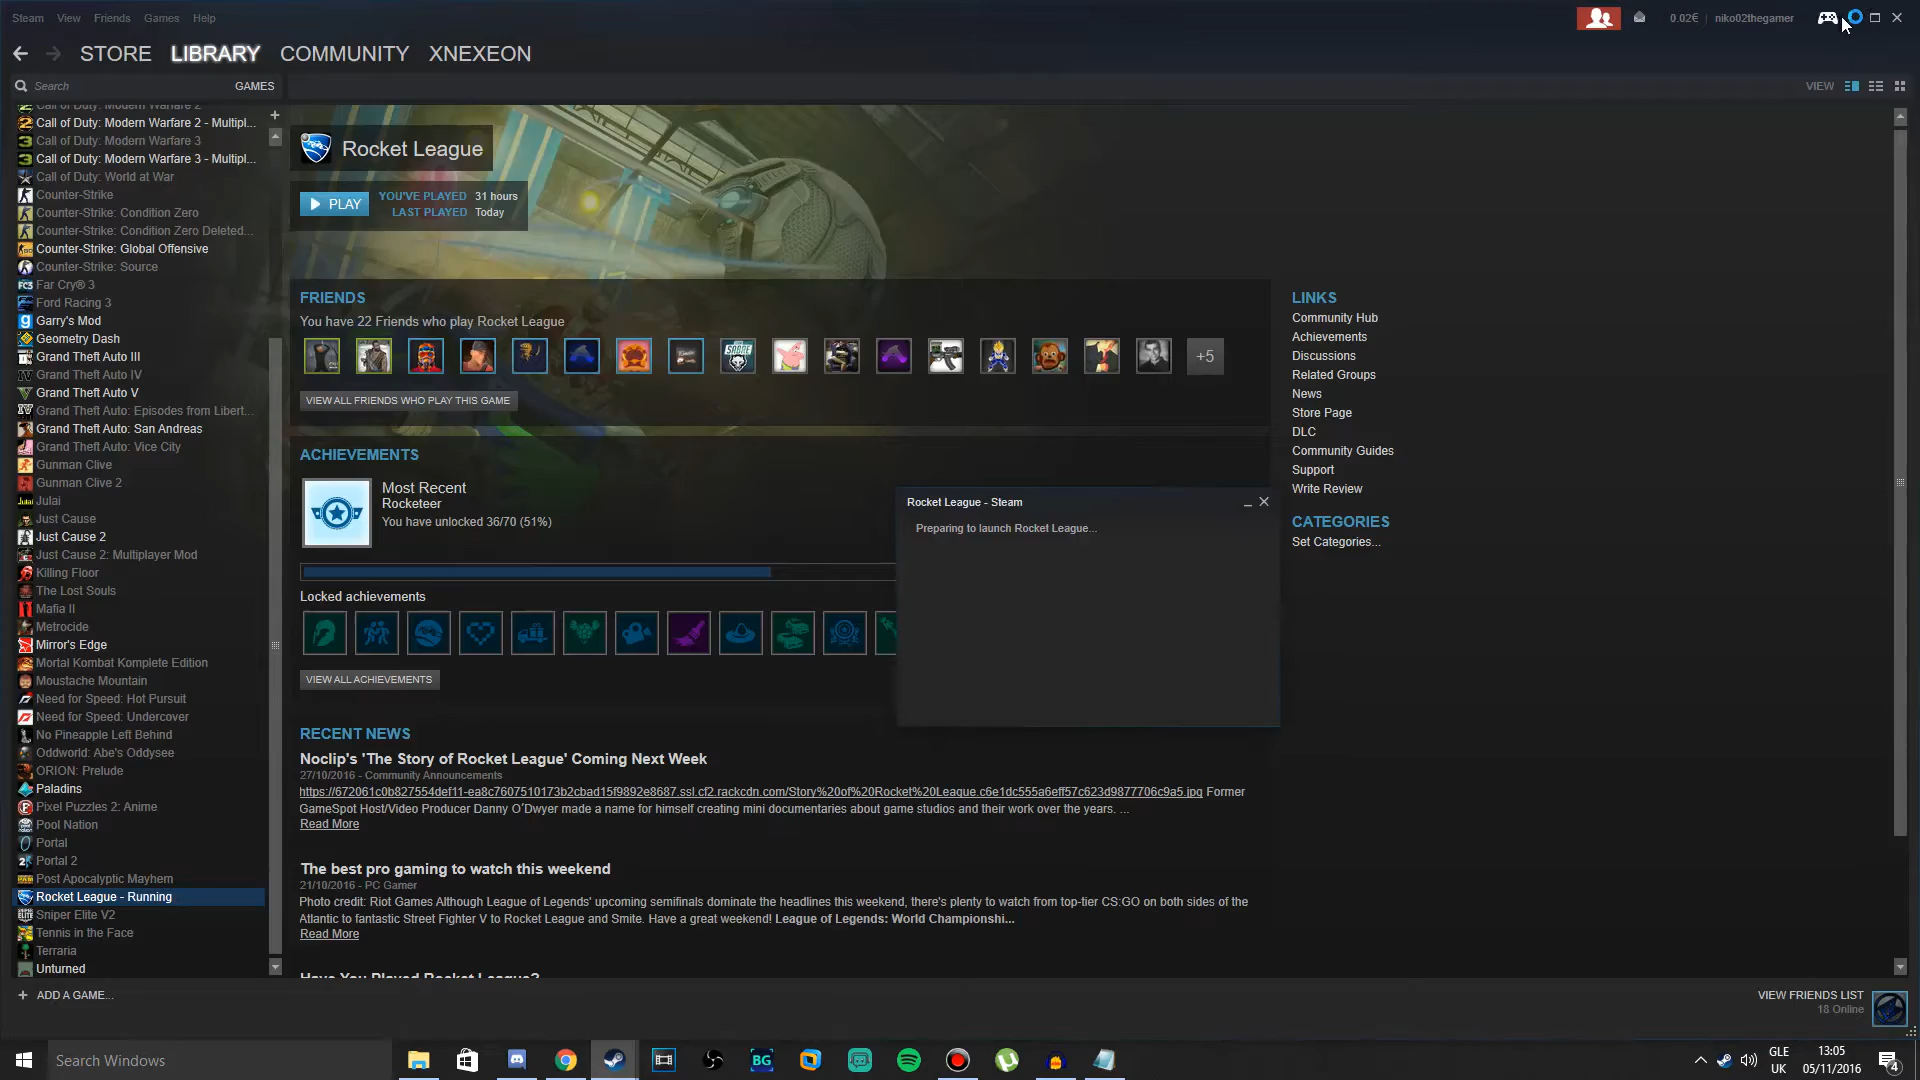 Steam View Friends Games Help
0.02€ | niko02thegamer
STORE LIBRARY COMMUNITY XNEXEON
Search GAMES
VIEW
Call of Duty: Modern Warfare 2
Call of Duty: Modern Warfare 2 - Multipl...
Call of Duty: Modern Warfare 3
Call of Duty: Modern Warfare 3 - Multipl...
Call of Duty: World at War
Counter-Strike
Counter-Strike: Condition Zero
Counter-Strike: Condition Zero Deleted...
Counter-Strike: Global Offensive
Counter-Strike: Source
Far Cry® 3
Ford Racing 3
Garry's Mod
Geometry Dash
Grand Theft Auto III
Grand Theft Auto IV
Grand Theft Auto V
Grand Theft Auto: Episodes from Libert...
Grand Theft Auto: San Andreas
Grand Theft Auto: Vice City
Gunman Clive
Gunman Clive 2
Julai
Just Cause
Just Cause 2
Just Cause 2: Multiplayer Mod
Killing Floor
The Lost Souls
Mafia II
Metrocide
Mirror's Edge
Mortal Kombat Komplete Edition
Moustache Mountain
Need for Speed: Hot Pursuit
Need for Speed: Undercover
No Pineapple Left Behind
Oddworld: Abe's Oddysee
ORION: Prelude
Paladins
Pixel Puzzles 2: Anime
Pool Nation
Portal
Portal 2
Post Apocalyptic Mayhem
Rocket League - Running
Sniper Elite V2
Tennis in the Face
Terraria
Unturned
+ ADD A GAME...
Rocket League
PLAY
YOU'VE PLAYED 31 hours
LAST PLAYED Today
FRIENDS
You have 22 Friends who play Rocket League
+5
VIEW ALL FRIENDS WHO PLAY THIS GAME
ACHIEVEMENTS
Most Recent
Rocketeer
You have unlocked 36/70 (51%)
Locked achievements
VIEW ALL ACHIEVEMENTS
Rocket League - Steam
Preparing to launch Rocket League...
RECENT NEWS
Noclip's 'The Story of Rocket League' Coming Next Week
27/10/2016 - Community Announcements
https://672061c0b827554def11-ea8c7607510173b2cbad15f9892e8687.ssl.cf2.rackcdn.com/Story%20of%20Rocket%20League.c6e1dc555a6eff57c623d9877706c9a5.jpg Former
GameSpot Host/Video Producer Danny O'Dwyer made a name for himself creating mini documentaries about game studios and their work over the years. ...
Read More
The best pro gaming to watch this weekend
21/10/2016 - PC Gamer
Photo credit: Riot Games Although League of Legends' upcoming semifinals dominate the headlines this weekend, there's plenty to watch from top-tier CS:GO on both sides of the
Atlantic to fantastic Street Fighter V to Rocket League and Smite. Have a great weekend! League of Legends: World Championshi...
Read More
Have You Played Rocket League?
LINKS
Community Hub
Achievements
Discussions
Related Groups
News
Store Page
DLC
Community Guides
Support
Write Review
CATEGORIES
Set Categories...
VIEW FRIENDS LIST
18 Online
Search Windows
BG
GLE
UK
13:05
05/11/2016
4